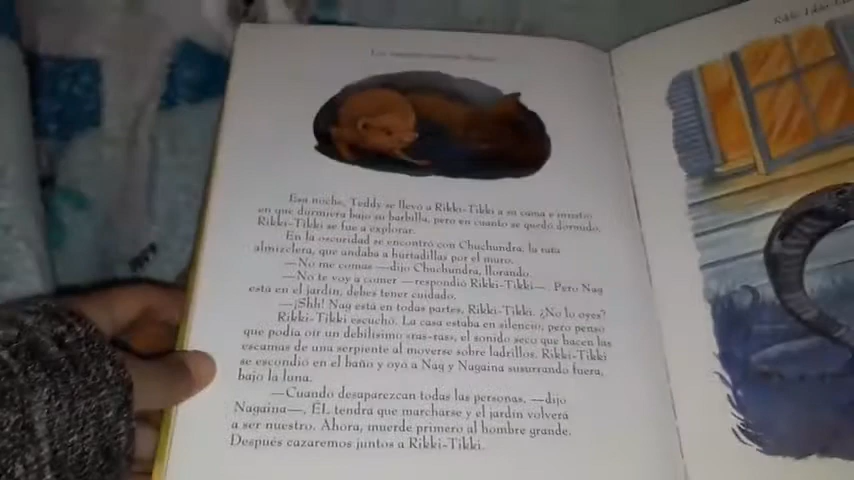 Esa noche, Teddy se llevó a Rikki-Tikki a su cama e insistió
en que durmiera bajo su barbilla, pero en cuanto se quedó dormido,
Rikki-Tikki se fue a explorar.
En la oscuridad se encontró con Chuchundra, la rata
almizclera, que andaba a hurtadillas por el muro.
—No me comas —dijo Chuchundra, llorando.
—No te voy a comer —respondió Rikki-Tikki—. Pero Nag
está en el jardín, debes tener cuidado.
—¡Shh! Nag está en todas partes, Rikki-Tikki. ¿No lo oyes?
Rikki-Tikki escuchó. La casa estaba en silencio, pero pensó
que podía oír un debilísimo sras-rass, el sonido seco que hacen las
escamas de una serpiente al moverse sobre ladrillos. Rikki-Tikki
se escondió en el baño y oyó a Nag y Nagaina susurrando fuera,
bajo la luna.
—Cuando desaparezcan todas las personas, —dijo
Nagaina—, ÉL tendrá que marcharse y el jardín volverá
a ser nuestro. Ahora, muerde primero al hombre grande.
Después cazaremos juntos a Rikki-Tikki.